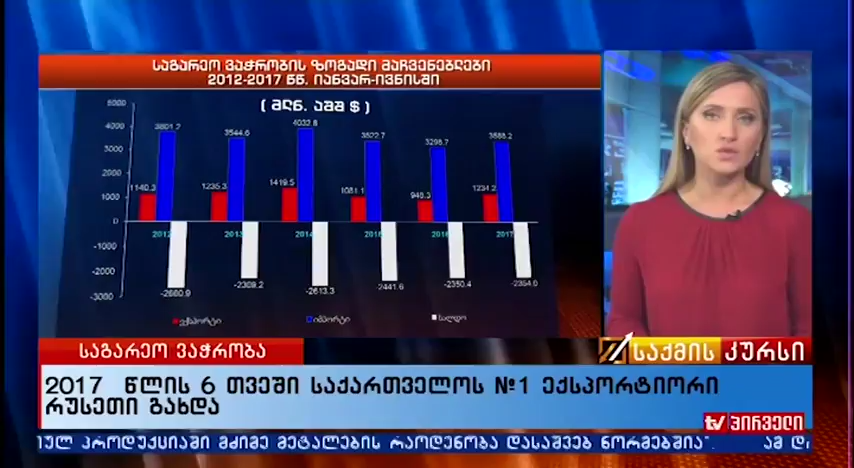 საგარეო ვაჭრობის ზოგადი მაჩვენებლები
2012-2017 წწ. იანვარ-ივნისში
( მლნ. აშშ $ )
5000
4000
3000
2000
1000
0
-1000
-2000
-3000
3801.2
3544.6
4032.8
3522.7
3298.7
3588.2
1140.3
1235.3
1419.5
1081.1
948.3
1234.2
2012
2013
2014
2015
2016
2017
-2660.9
-2309.2
-2613.3
-2441.6
-2350.4
-2354.0
ექსპორტი
იმპორტი
სალდო
საგარეო ვაჭრობა
საქმის კურსი
2017 წლის 6 თვეში საქართველოს №1 ექსპორტიორი
რუსეთი გახდა
tv პირველი
ულ პროდუქციაში მძიმე მეტალების რაოდენობა დასაშვებ ნორმებშია". ამ